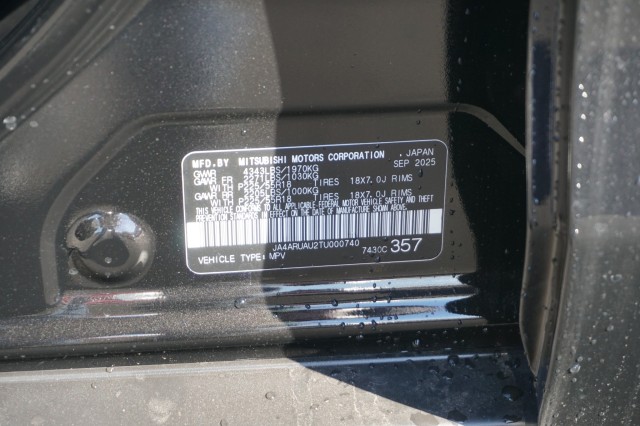 MFD.BY MITSUBISHI MOTORS CORPORATION JAPAN
SEP 2025
GVWR 4343LBS/1970KG
GAWR FR 2271LBS/1030KG
WITH P225/55R18 TIRES 18X7.0J RIMS
GAWR RR 2205LBS/1000KG
WITH P225/55R18 TIRES 18X7.0J RIMS
THIS VEHICLE CONFORMS TO ALL APPLICABLE FEDERAL MOTOR VEHICLE SAFETY AND
THEFT PREVENTION STANDARDS IN EFFECT ON THE DATE OF MANUFACTURE SHOWN ABOVE.
JA4ARUAU2TU000740
7430C 357
VEHICLE TYPE: MPV